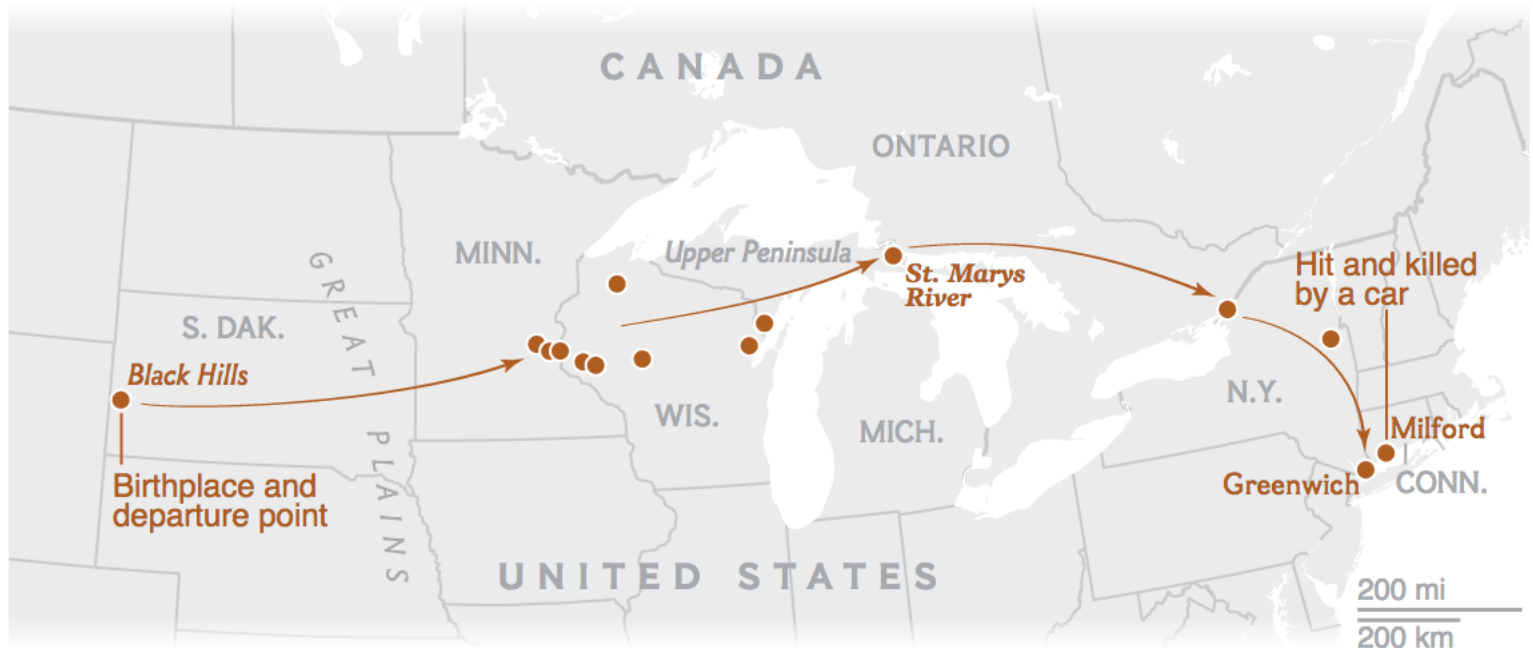 CANADA
ONTARIO
MINN.
Upper Peninsula
St. Marys
River
Hit and killed
by a car
GREAT PLAINS
S. DAK.
Black Hills
WIS.
MICH.
N.Y.
Milford
Greenwich
CONN.
Birthplace and
departure point
UNITED STATES
200 mi
200 km